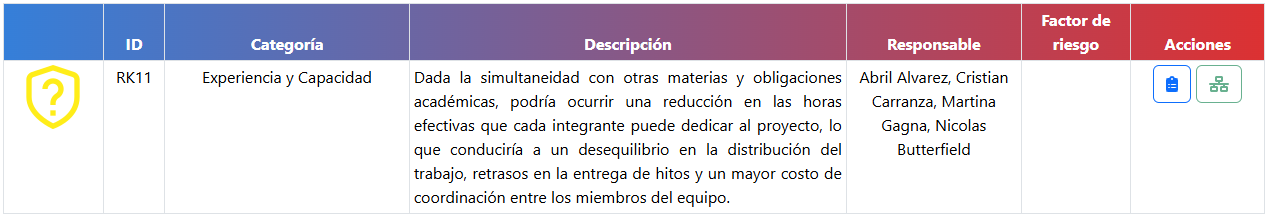 ID Categoría Descripción Responsable Factor de riesgo Acciones
RK11 Experiencia y Capacidad
Dada la simultaneidad con otras materias y obligaciones
académicas, podría ocurrir una reducción en las horas
efectivas que cada integrante puede dedicar al proyecto, lo
que conduciría a un desequilibrio en la distribución del
trabajo, retrasos en la entrega de hitos y un mayor costo de
coordinación entre los miembros del equipo.
Abril Alvarez, Cristian
Carranza, Martina
Gagna, Nicolas
Butterfield